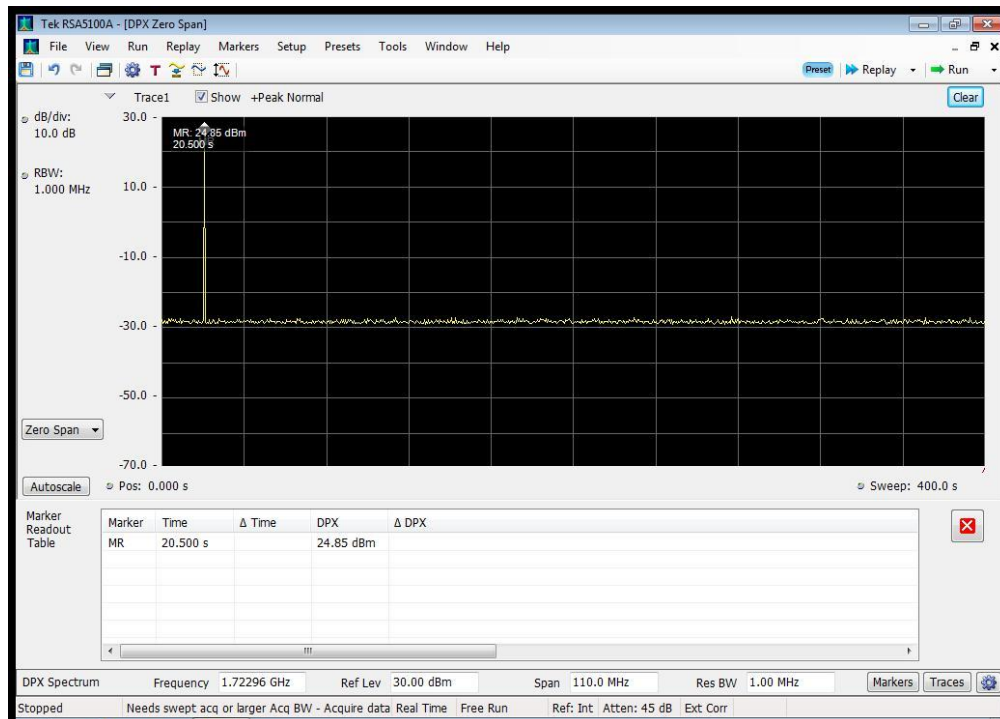 Tek RSA5100A - [DPX Zero Span]
File View Run Replay Markers Setup Presets Tools Window Help
T Preset Replay Run
Trace1 Show +Peak Normal Clear
dB/div:
10.0 dB
RBW:
1.000 MHz
30.0
10.0
-10.0
-30.0
-50.0
-70.0
MR: 24.85 dBm
20.500 s
Zero Span
Autoscale Pos: 0.000 s Sweep: 400.0 s
Marker
Readout
Table
Marker Time Δ Time DPX Δ DPX
MR 20.500 s 24.85 dBm
DPX Spectrum Frequency 1.72296 GHz Ref Lev 30.00 dBm Span 110.0 MHz Res BW 1.00 MHz Markers Traces
Stopped Needs swept acq or larger Acq BW - Acquire data Real Time Free Run Ref: Int Atten: 45 dB Ext Corr